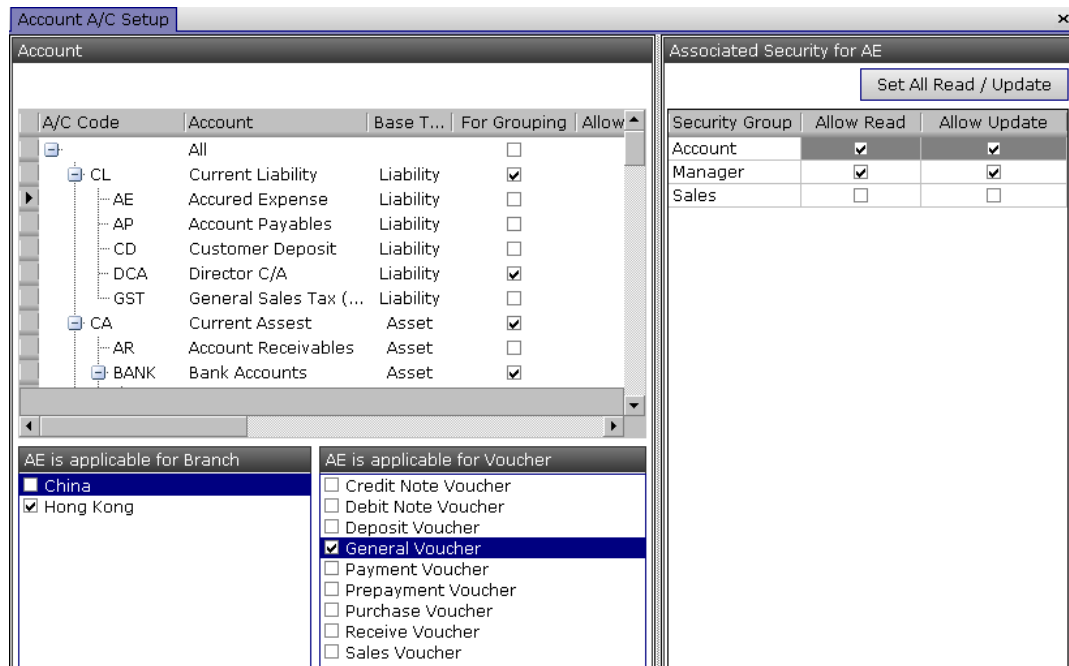 Account A/C Setup
Account
A/C Code Account Base T... For Grouping Allow
All
CL Current Liability Liability
AE Accured Expense Liability
AP Account Payables Liability
CD Customer Deposit Liability
DCA Director C/A Liability
GST General Sales Tax (... Liability
CA Current Assest Asset
AR Account Receivables Asset
BANK Bank Accounts Asset
AE is applicable for Branch
China
Hong Kong
AE is applicable for Voucher
Credit Note Voucher
Debit Note Voucher
Deposit Voucher
General Voucher
Payment Voucher
Prepayment Voucher
Purchase Voucher
Receive Voucher
Sales Voucher
Associated Security for AE
Set All Read / Update
Security Group Allow Read Allow Update
Account
Manager
Sales